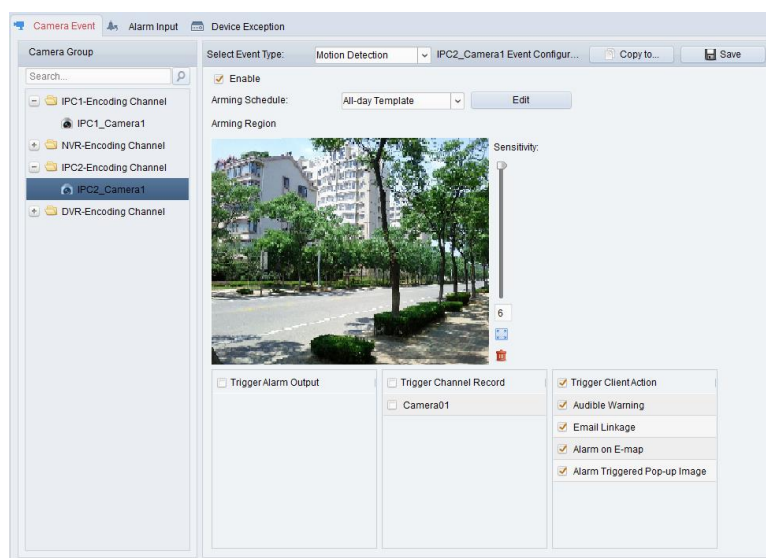 Camera Event Alarm Input Device Exception
Camera Group
Search...
IPC1-Encoding Channel
IPC1_Camera1
NVR-Encoding Channel
IPC2-Encoding Channel
IPC2_Camera1
DVR-Encoding Channel
Select Event Type: Motion Detection IPC2_Camera1 Event Configur... Copy to... Save
Enable
Arming Schedule: All-day Template Edit
Arming Region
Sensitivity:
6
Trigger Alarm Output
Trigger Channel Record
Camera01
Trigger Client Action
Audible Warning
Email Linkage
Alarm on E-map
Alarm Triggered Pop-up Image